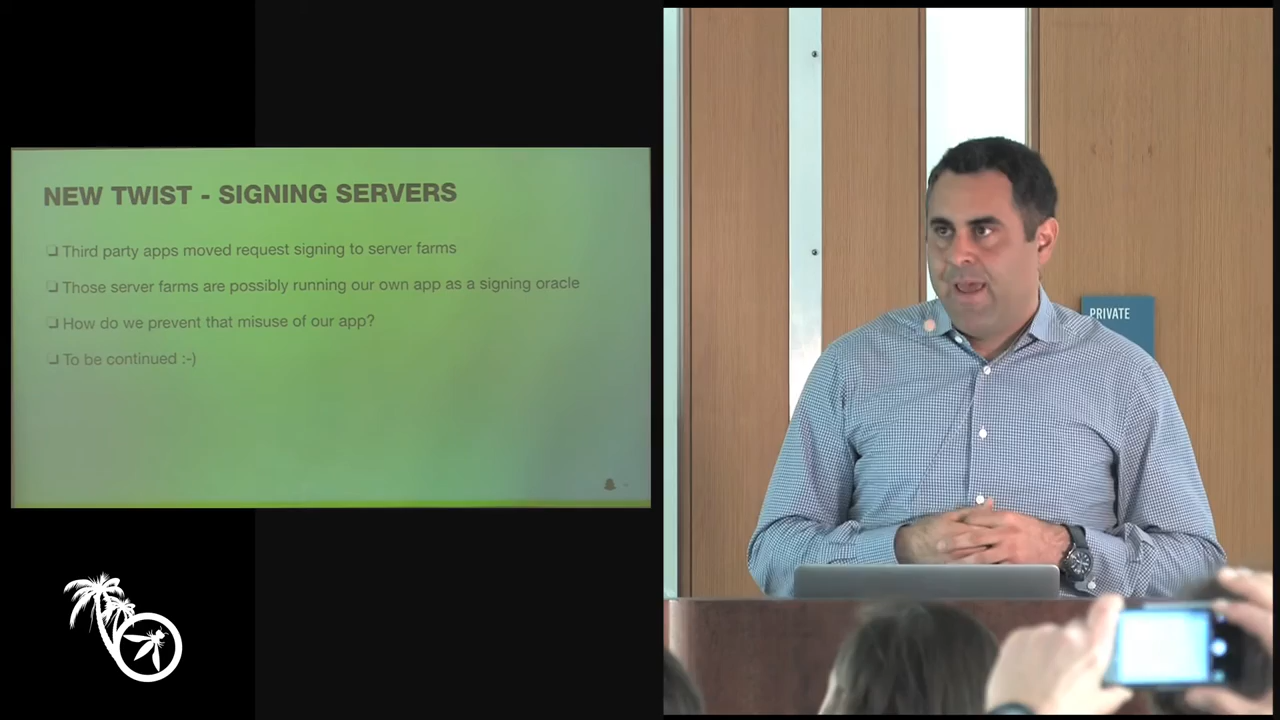 NEW TWIST - SIGNING SERVERS
❏ Third party apps moved request signing to server farms
❏ Those server farms are possibly running our own app as a signing oracle
❏ How do we prevent that misuse of our app?
❏ To be continued :-)
PRIVATE